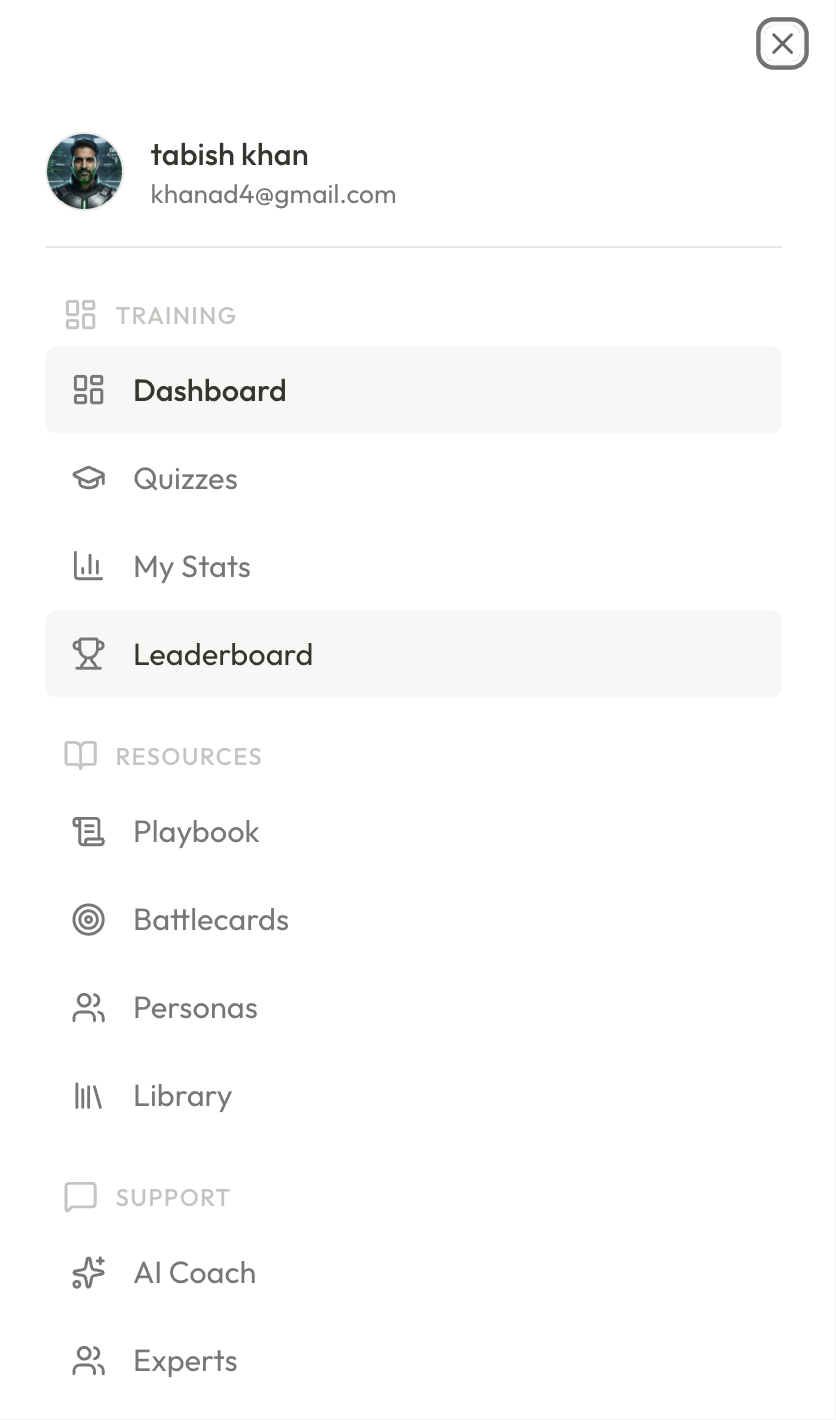 tabish khan
khanad4@gmail.com
TRAINING
Dashboard
Quizzes
My Stats
Leaderboard
RESOURCES
Playbook
Battlecards
Personas
Library
SUPPORT
AI Coach
Experts